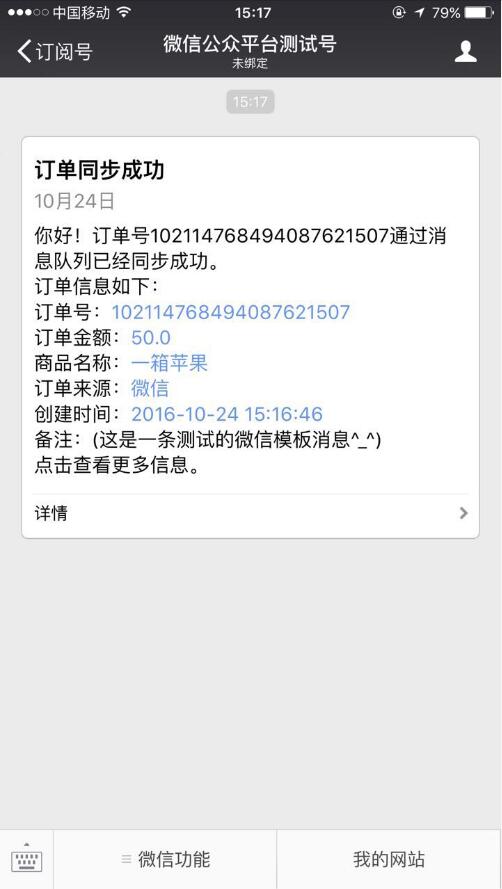 中国移动 15:17 79%
订阅号 微信公众平台测试号
未绑定
15:17
订单同步成功
10月24日
你好！订单号102114768494087621507通过消
息队列已经同步成功。
订单信息如下：
订单号：102114768494087621507
订单金额：50.0
商品名称：一箱苹果
订单来源：微信
创建时间：2016-10-24 15:16:46
备注：(这是一条测试的微信模板消息^_^)
点击查看更多信息。
详情
微信功能 我的网站